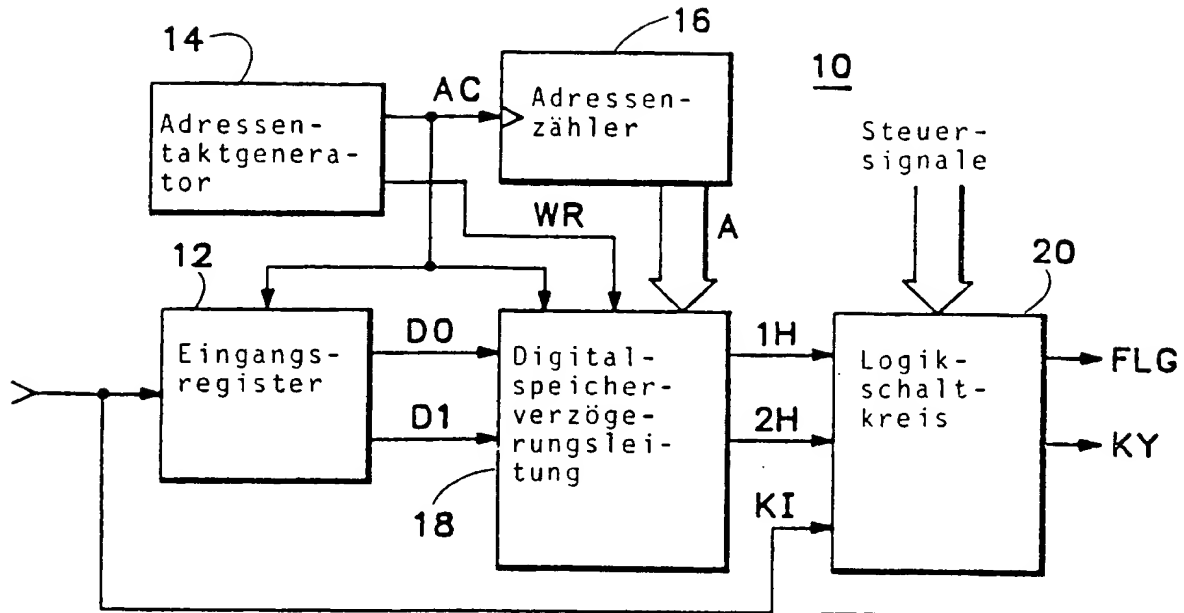 14
16
10
Adressen-
taktgenera-
tor
AC
Adressen-
zähler
Steuer-
signale
WR
A
12
20
Eingangs-
register
D0
D1
Digital-
speicher-
verzöge-
rungslei-
tung
18
1H
2H
KI
Logik-
schalt-
kreis
FLG
KY